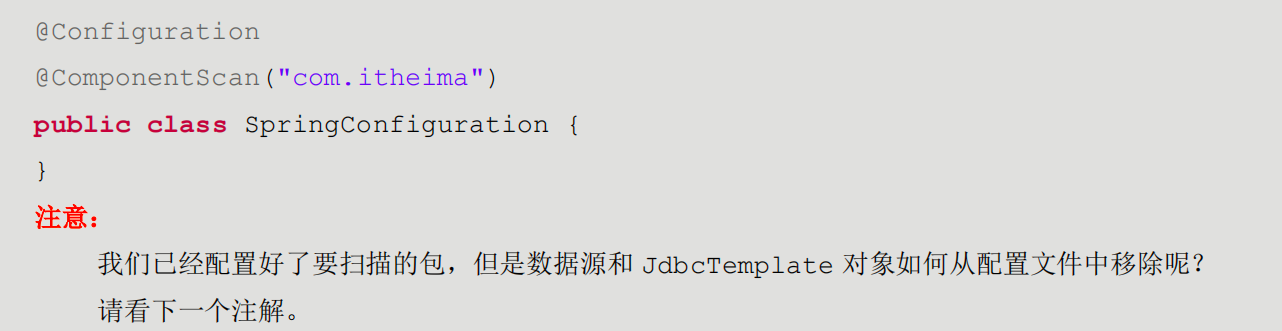 @Configuration
@ComponentScan("com.itheima")
public class SpringConfiguration {
}
注意：
我们已经配置好了要扫描的包，但是数据源和 JdbcTemplate 对象如何从配置文件中移除呢？
请看下一个注解。